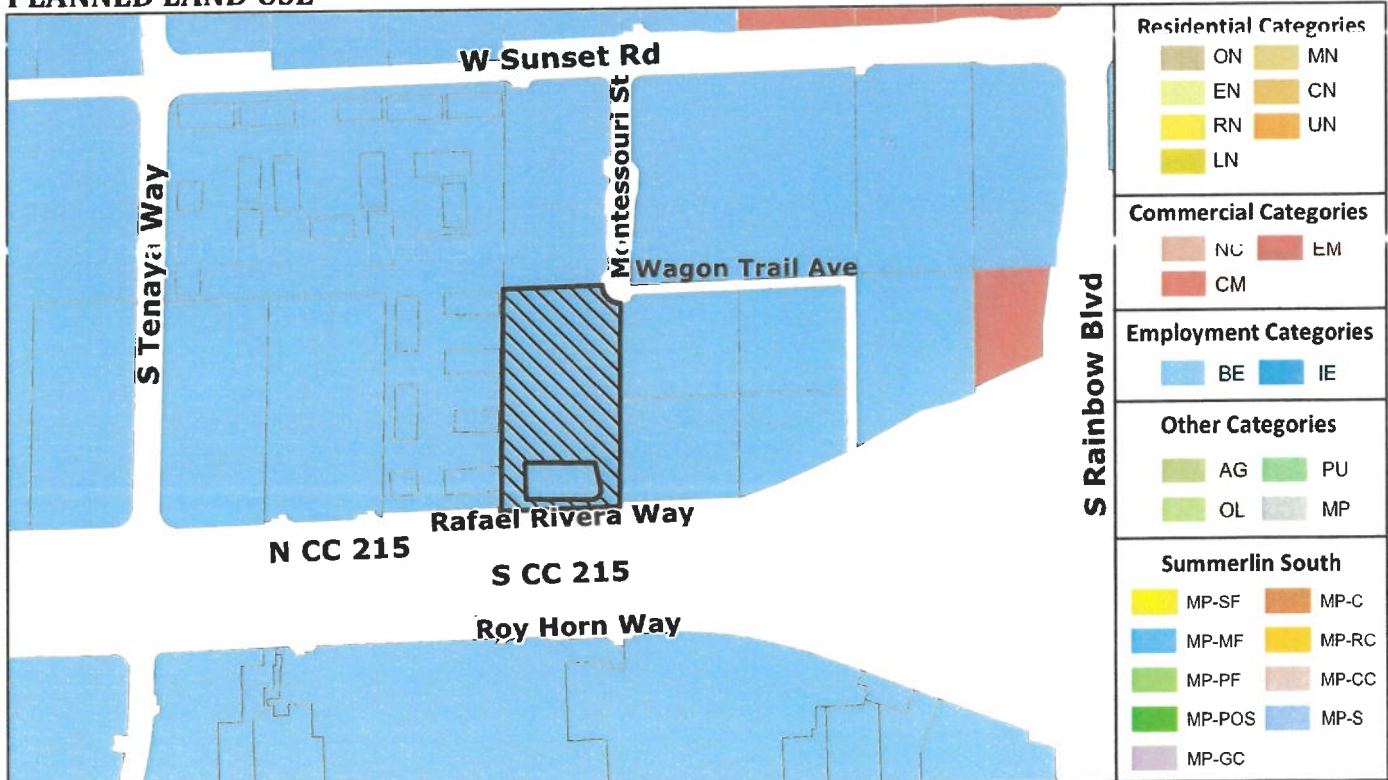 PLANNED LAND USE
W Sunset Rd
Montessouri St
S Tenaya Way
Wagon Trail Ave
S Rainbow Blvd
Rafael Rivera Way
N CC 215
S CC 215
Roy Horn Way
Residential Categories
ON MN
EN CN
RN UN
LN
Commercial Categories
NC EM
CM
Employment Categories
BE IE
Other Categories
AG PU
OL MP
Summerlin South
MP-SF MP-C
MP-MF MP-RC
MP-PF MP-CC
MP-POS MP-S
MP-GC